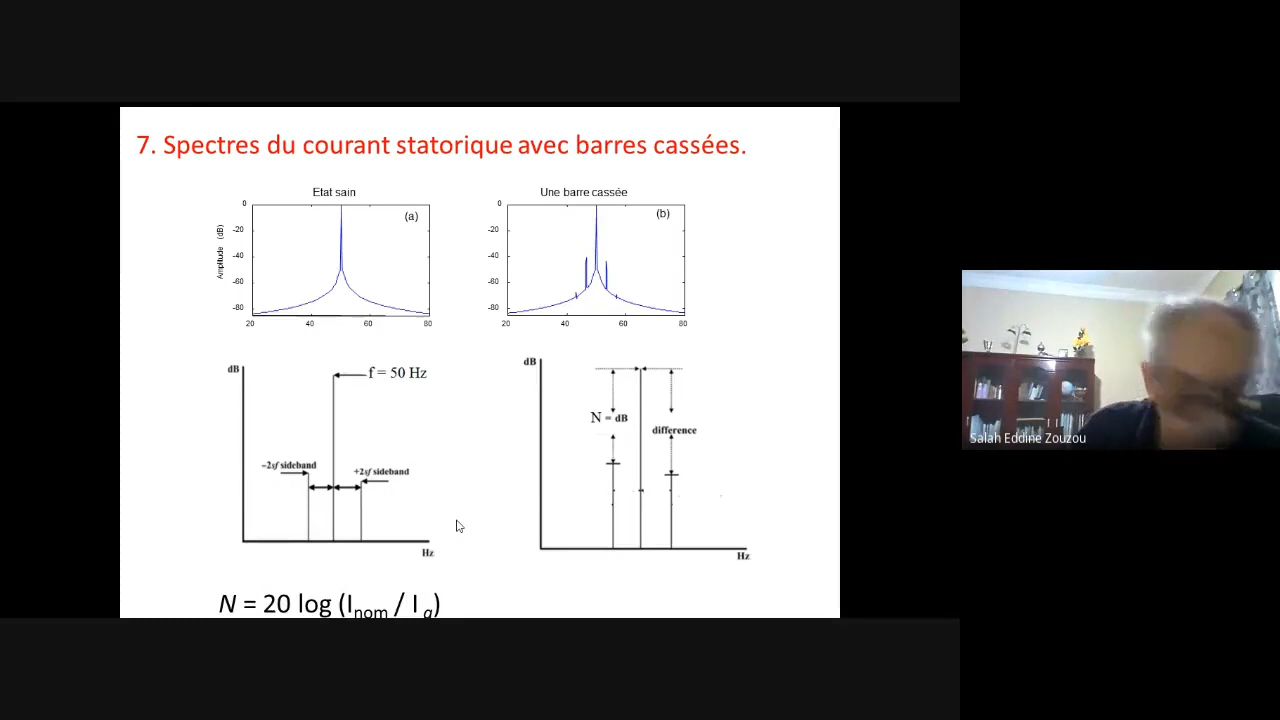 7. Spectres du courant statorique avec barres cassées.
Etat sain
Une barre cassée
(a)
(b)
Amplitude (dB)
0
-20
-40
-60
-80
20
40
60
80
0
-20
-40
-60
-80
20
40
60
80
dB
f = 50 Hz
−2sf sideband
+2sf sideband
Hz
dB
N = dB
difference
Hz
N = 20 log (Inom / I g)
Salah Eddine Zouzou